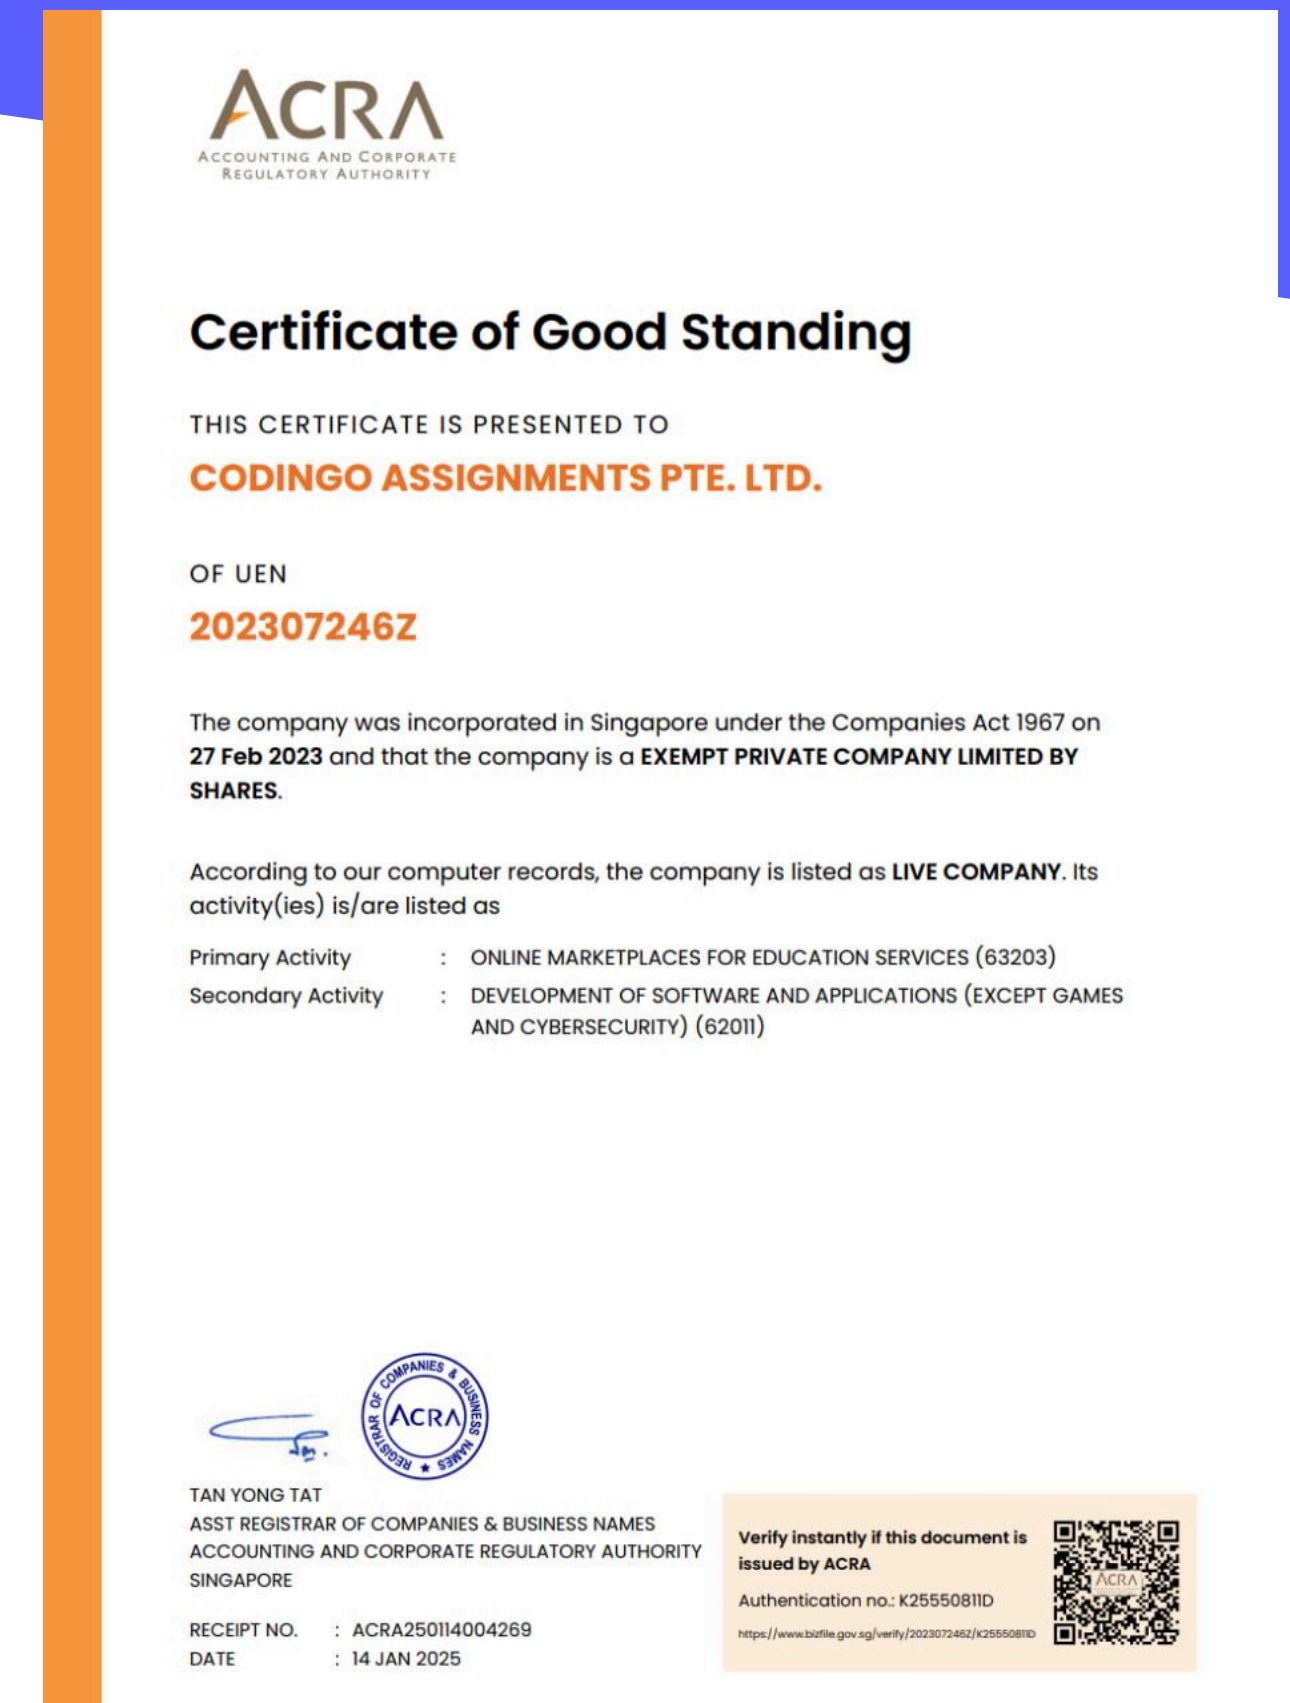 ACRA
ACCOUNTING AND CORPORATE
REGULATORY AUTHORITY
Certificate of Good Standing
THIS CERTIFICATE IS PRESENTED TO
CODINGO ASSIGNMENTS PTE. LTD.
OF UEN
202307246Z
The company was incorporated in Singapore under the Companies Act 1967 on
27 Feb 2023 and that the company is a EXEMPT PRIVATE COMPANY LIMITED BY
SHARES.
According to our computer records, the company is listed as LIVE COMPANY. Its
activity(ies) is/are listed as
Primary Activity : ONLINE MARKETPLACES FOR EDUCATION SERVICES (63203)
Secondary Activity : DEVELOPMENT OF SOFTWARE AND APPLICATIONS (EXCEPT GAMES
AND CYBERSECURITY) (62011)
REGISTRAR OF COMPANIES & BUSINESS NAMES
ACRA
TAN YONG TAT
ASST REGISTRAR OF COMPANIES & BUSINESS NAMES
ACCOUNTING AND CORPORATE REGULATORY AUTHORITY
SINGAPORE
RECEIPT NO. : ACRA250114004269
DATE : 14 JAN 2025
Verify instantly if this document is
issued by ACRA
Authentication no.: K25550811D
https://www.bizfile.gov.sg/verify/202307246Z/K25550811D
ACRA